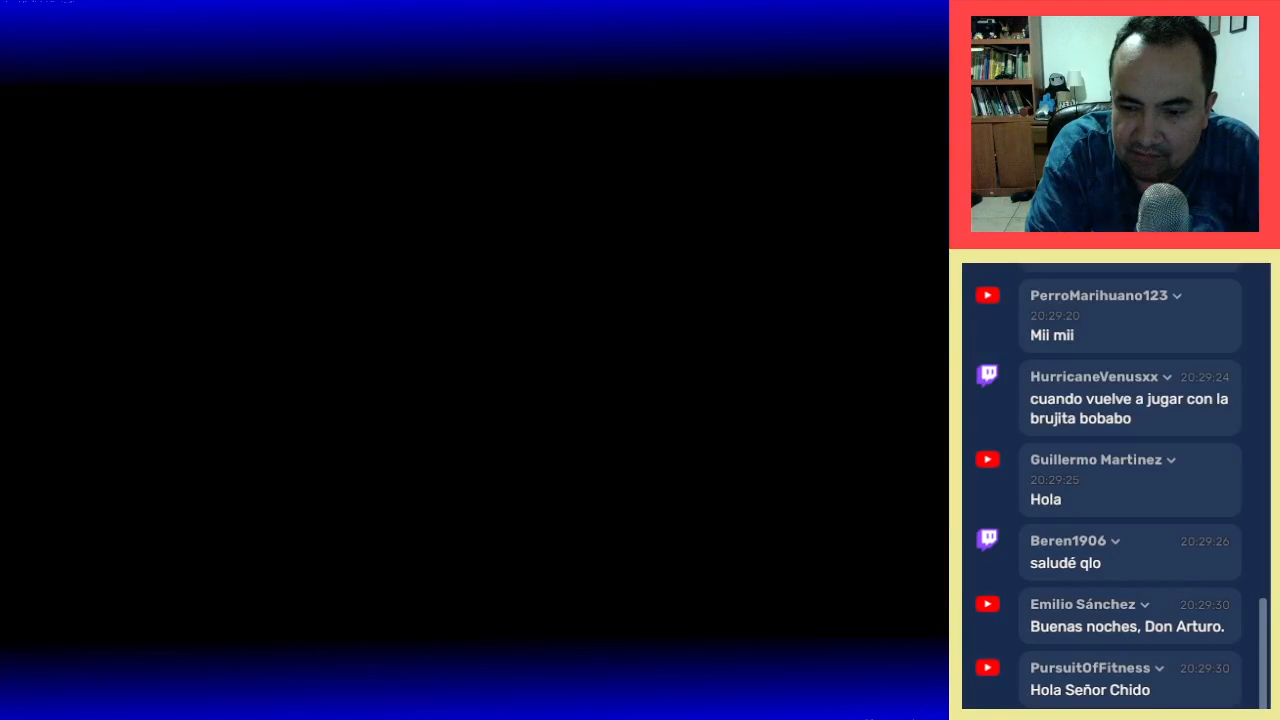 PerroMarihuano123
20:29:20
Mii mii
HurricaneVenusxx 20:29:24
cuando vuelve a jugar con la
brujita bobabo
Guillermo Martinez
20:29:25
Hola
Beren1906 20:29:26
saludé qlo
Emilio Sánchez 20:29:30
Buenas noches, Don Arturo.
PursuitOfFitness 20:29:30
Hola Señor Chido